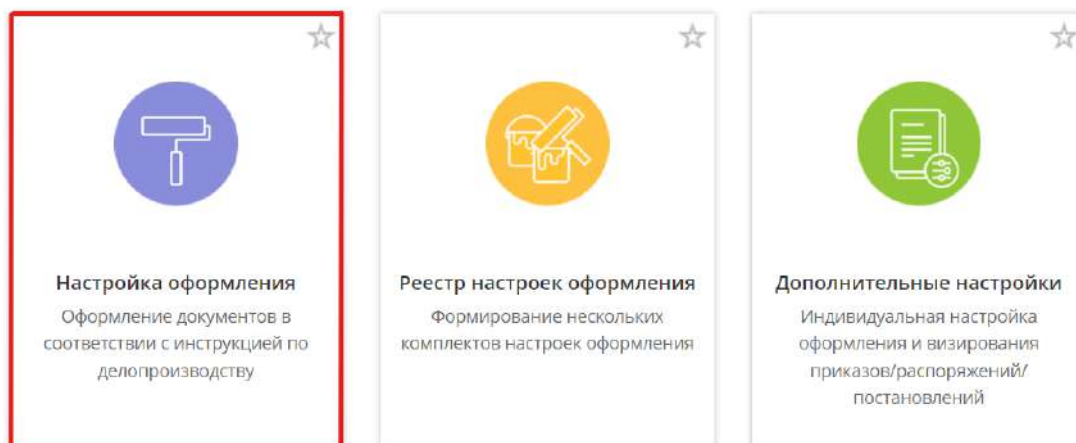 Настройка оформления
Оформление документов в
соответствии с инструкцией по
делопроизводству
Реестр настроек оформления
Формирование нескольких
комплектов настроек оформления
Дополнительные настройки
Индивидуальная настройка
оформления и визирования
приказов/распоряжений/
постановлений